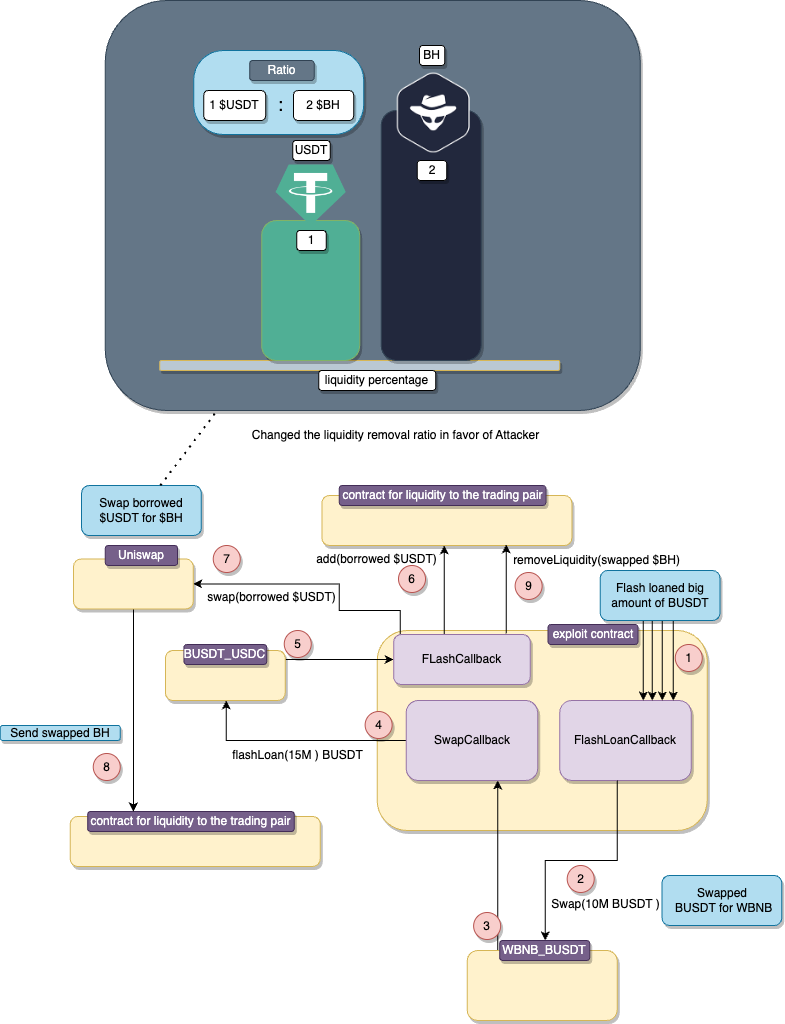 BH
Ratio
1 $USDT
:
2 $BH
USDT
2
1
liquidity percentage
Changed the liquidity removal ratio in favor of Attacker
Swap borrowed
$USDT for $BH
contract for liquidity to the trading pair
Uniswap
7
add(borrowed $USDT)
removeLiquidity(swapped $BH)
6
9
swap(borrowed $USDT)
Flash loaned big
amount of BUSDT
exploit contract
5
BUSDT_USDC
FLashCallback
1
4
Send swapped BH
SwapCallback
FlashLoanCallback
flashLoan(15M ) BUSDT
8
contract for liquidity to the trading pair
2
Swap(10M BUSDT )
Swapped
BUSDT for WBNB
3
WBNB_BUSDT